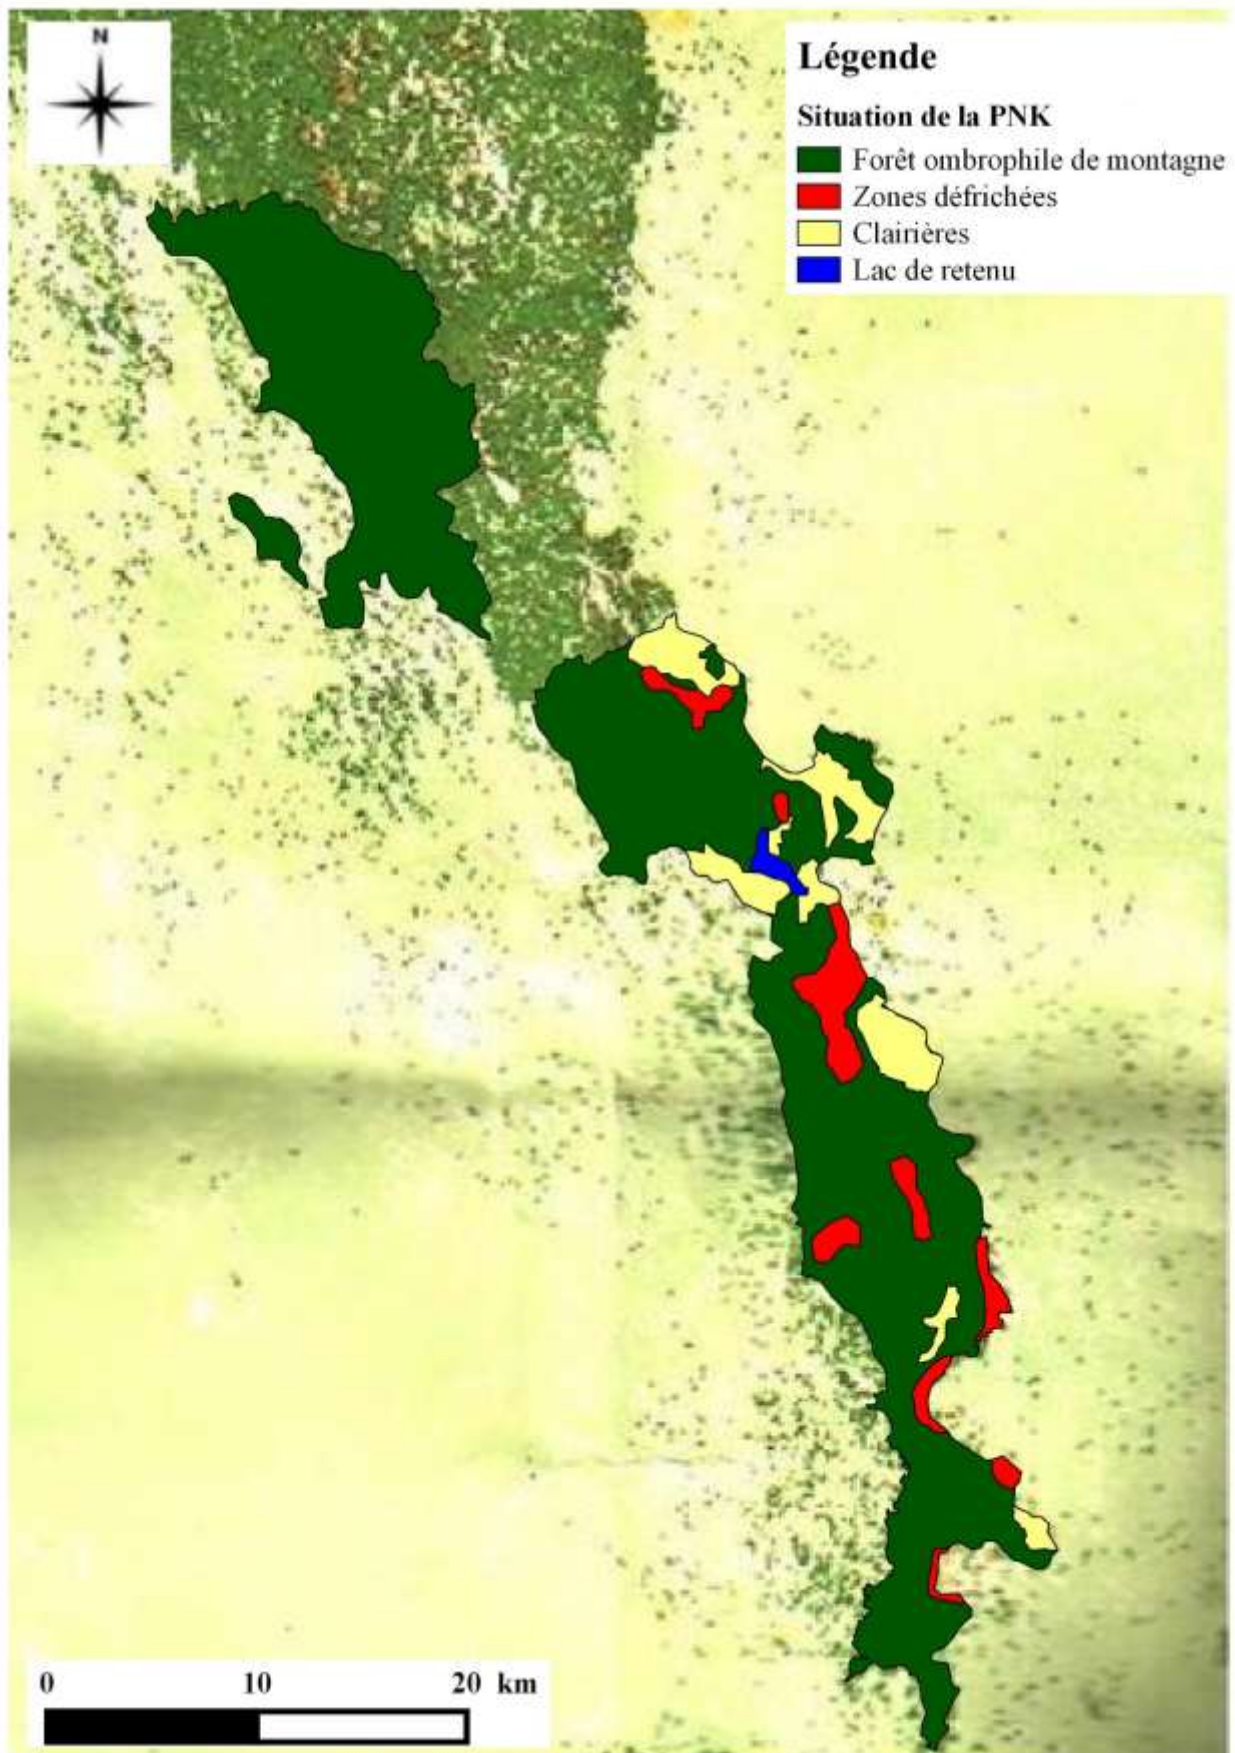 N
Légende
Situation de la PNK
Forêt ombrophile de montagne
Zones défrichées
Clairières
Lac de retenu
0 10 20 km